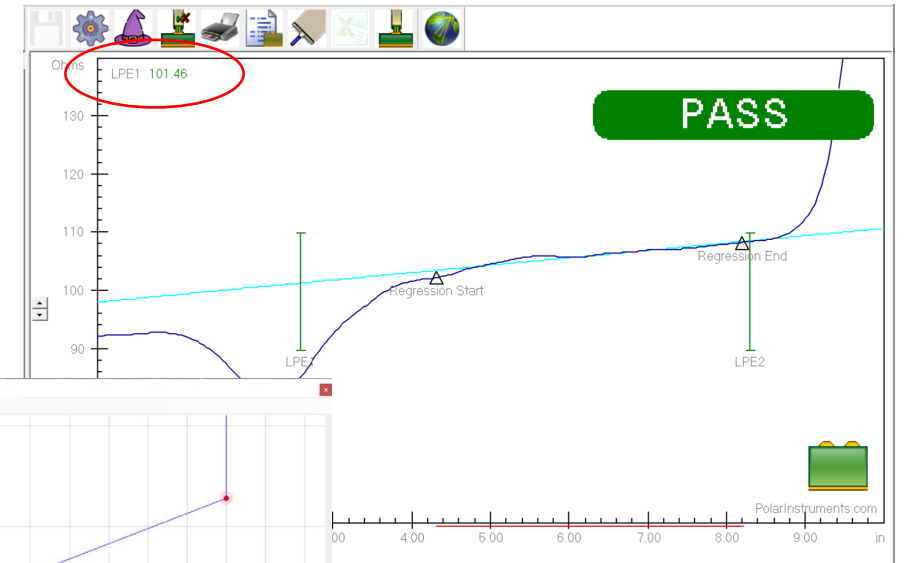 Ohms
LPE1 101.46
PASS
130
120
110
100
90
Regression Start
Regression End
LPE1
LPE2
PolarInstruments.com
00 4.00 5.00 6.00 7.00 8.00 9.00 in